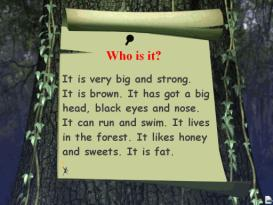 Who is it?
It is very big and strong.
It is brown. It has got a big
head, black eyes and nose.
It can run and swim. It lives
in the forest. It likes honey
and sweets. It is fat.